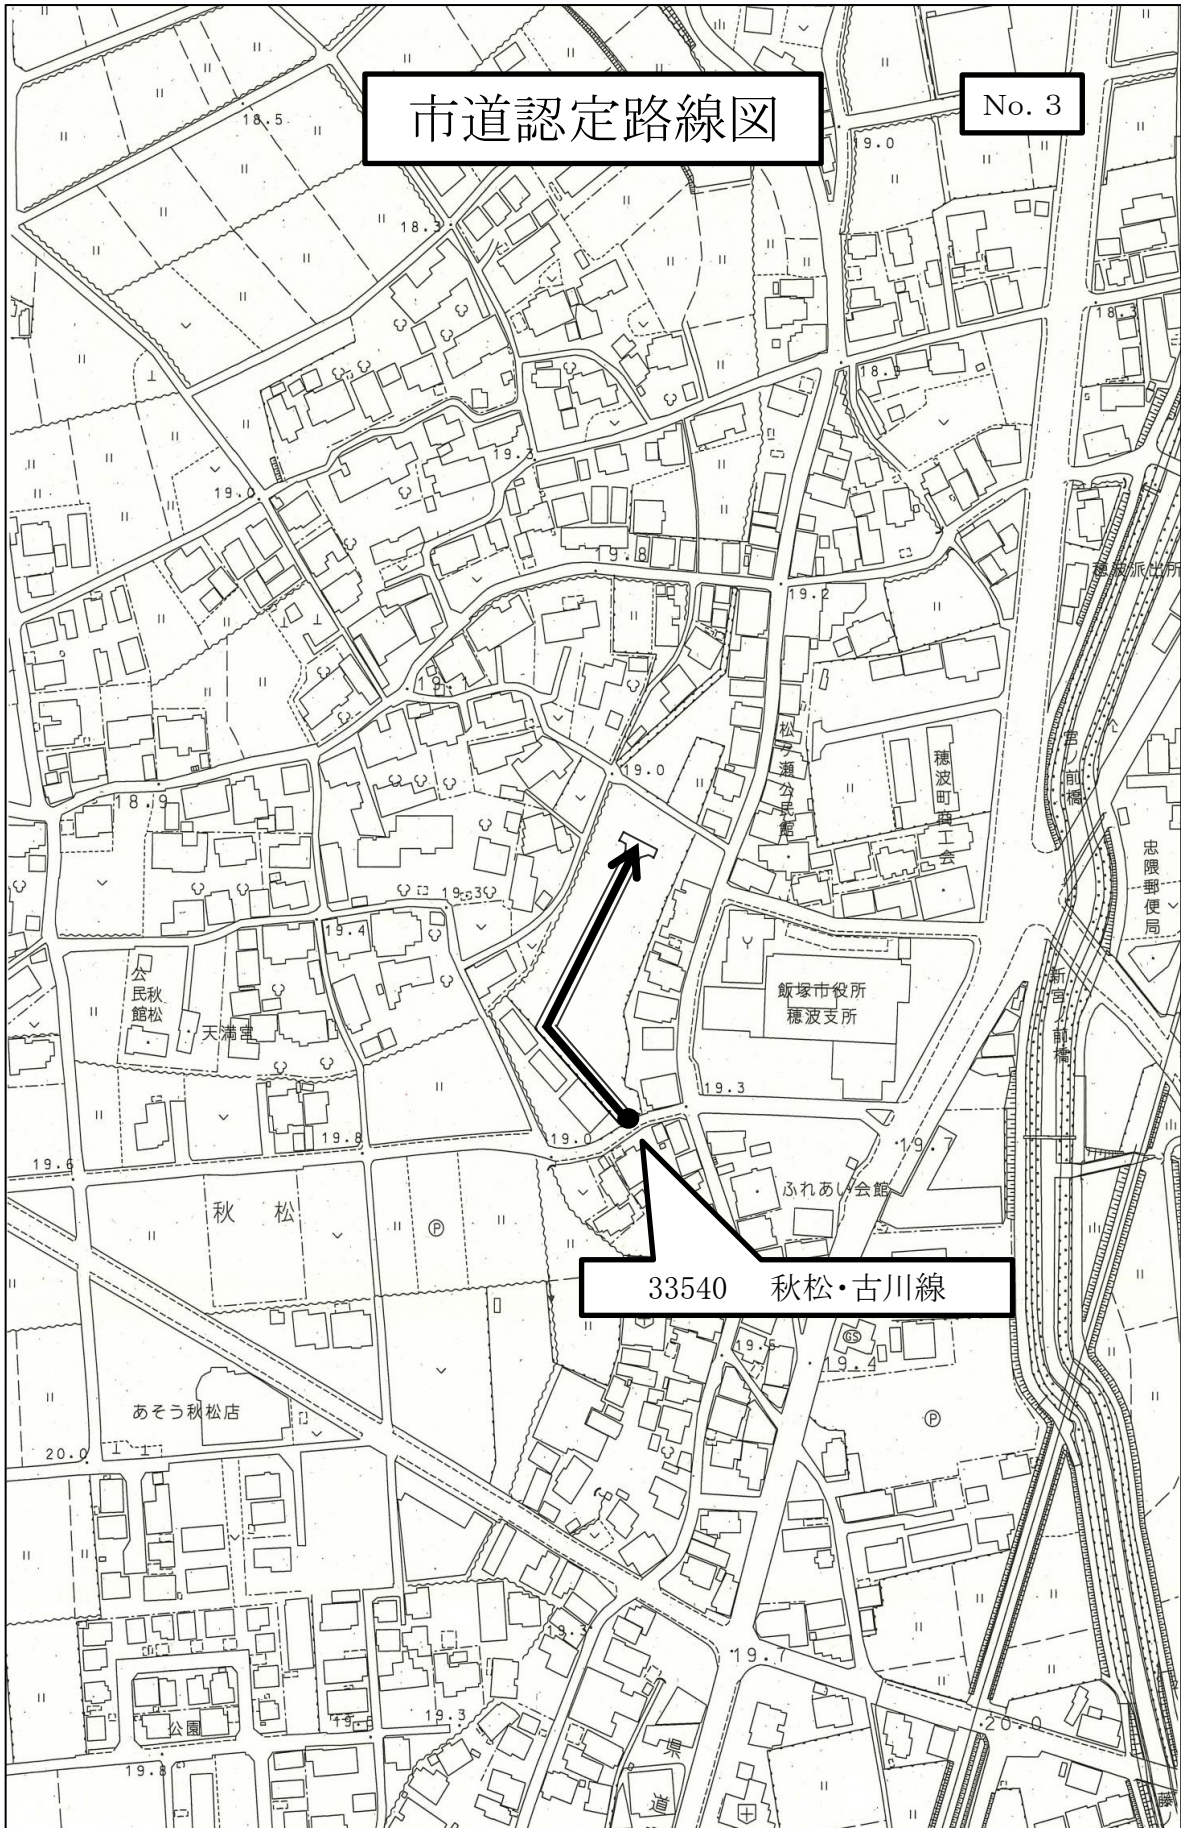 市道認定路線図
No. 3
18.5
19.0
18.3
18.3
19.3
19.0
19.8
19.2
穂波派出所
19.0
松ヶ瀬公民館
穂波町商工会
宮ノ前橋
18.9
忠隈郵便局
19.3
19.4
新宮ノ前橋
飯塚市役所
穂波支所
秋松
公民館
天満宮
19.3
19.8
19.0
19.7
19.6
ふれあい会館
秋 松
P
33540 秋松・古川線
19.5
GS
19.4
あそう秋松店
P
20.0
19.3
19.7
公園
19.3
20.0
県
道
19.8
藤